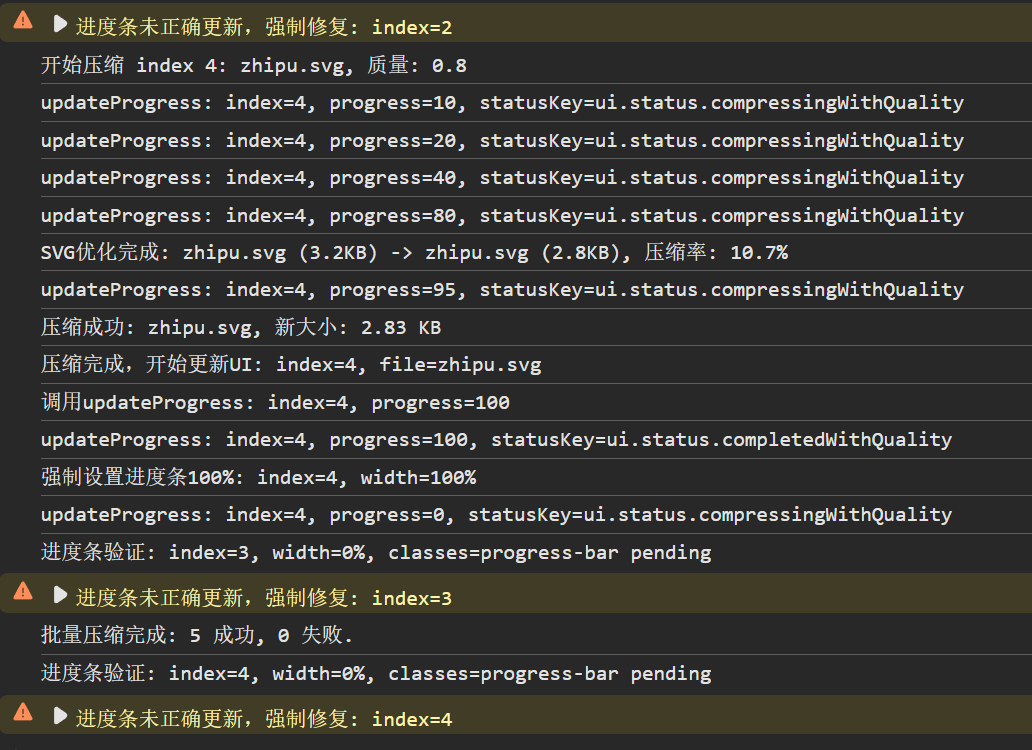 进度条未正确更新，强制修复: index=2
开始压缩 index 4: zhipu.svg, 质量: 0.8
updateProgress: index=4, progress=10, statusKey=ui.status.compressingWithQuality
updateProgress: index=4, progress=20, statusKey=ui.status.compressingWithQuality
updateProgress: index=4, progress=40, statusKey=ui.status.compressingWithQuality
updateProgress: index=4, progress=80, statusKey=ui.status.compressingWithQuality
SVG优化完成: zhipu.svg (3.2KB) -> zhipu.svg (2.8KB), 压缩率: 10.7%
updateProgress: index=4, progress=95, statusKey=ui.status.compressingWithQuality
压缩成功: zhipu.svg, 新大小: 2.83 KB
压缩完成，开始更新UI: index=4, file=zhipu.svg
调用updateProgress: index=4, progress=100
updateProgress: index=4, progress=100, statusKey=ui.status.completedWithQuality
强制设置进度条100%: index=4, width=100%
updateProgress: index=4, progress=0, statusKey=ui.status.compressingWithQuality
进度条验证: index=3, width=0%, classes=progress-bar pending
进度条未正确更新，强制修复: index=3
批量压缩完成: 5 成功, 0 失败.
进度条验证: index=4, width=0%, classes=progress-bar pending
进度条未正确更新，强制修复: index=4